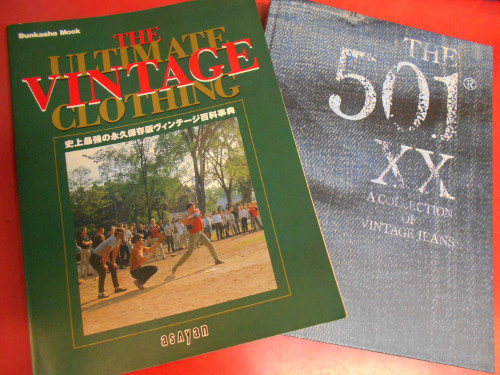 Bunkasha Mook
THE
ULTIMATE
VINTAGE
CLOTHING
史上最強の永久保存版ヴィンテージ百科事典
asAyan
THE
501®
XX
A COLLECTION
OF
VINTAGE JEANS